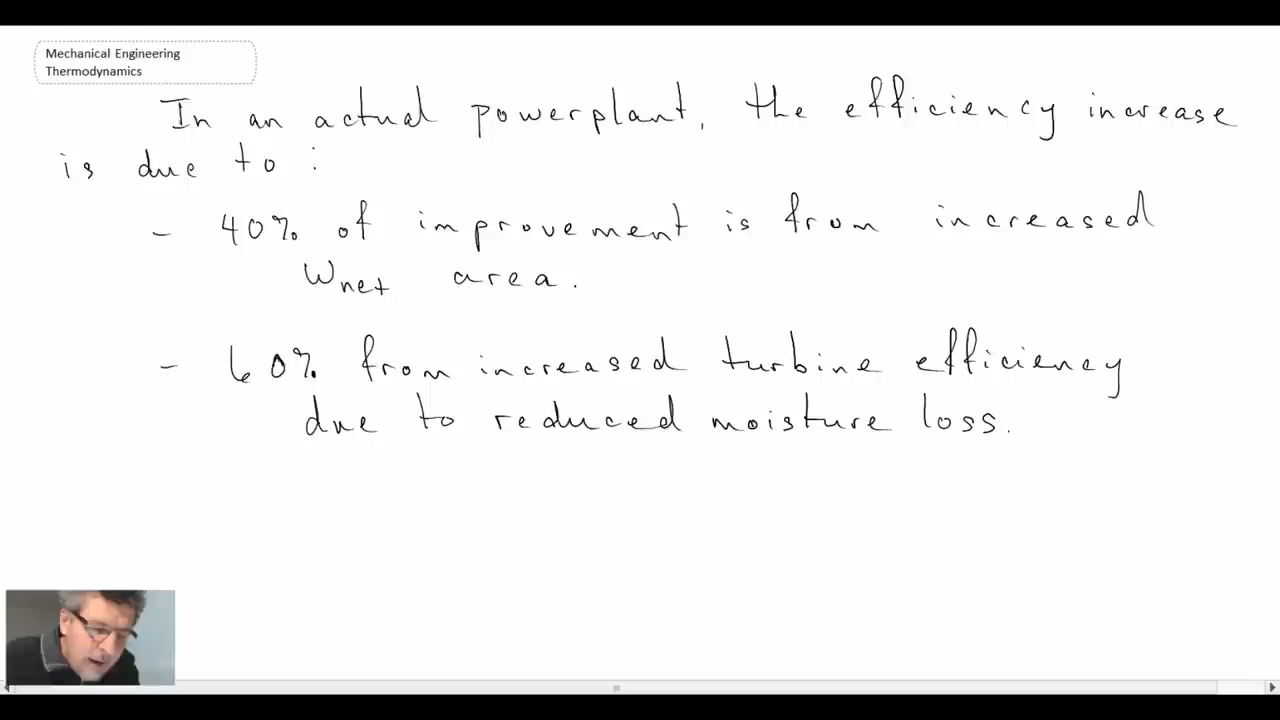 Mechanical Engineering
Thermodynamics
In an actual powerplant, the efficiency increase
is due to :
- 40% of improvement is from increased
Wnet area.
- 60% from increased turbine efficiency
due to reduced moisture loss.